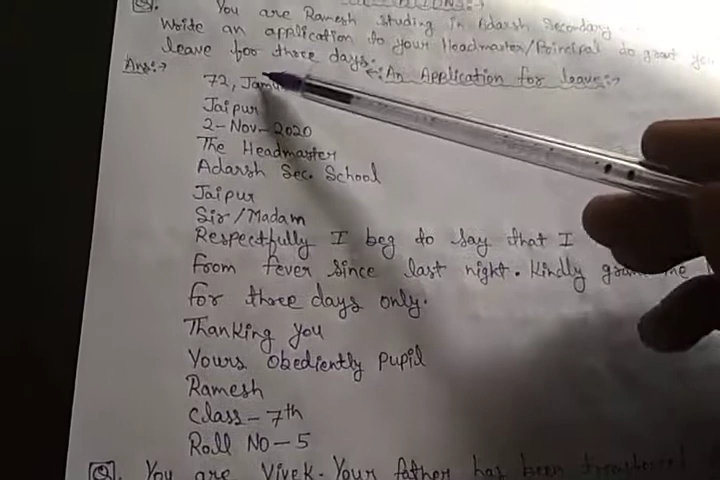 Q. You are Ramesh studing in Adarsh Secondary
Write an application to your Headmaster/Principal to grant you
leave for three days.
Ans:→ An Application for leave:→
72,
Jaipur
2-Nov-2020
The Headmaster
Adarsh Sec. School
Jaipur
Sir/Madam
Respectfully I beg to say that I
from fever since last night. Kindly me
for three days only.
Thanking you
Yours obediently pupil
Ramesh
Class-7th
Roll NO-5
Q. You are Vivek. Your father has been transferred